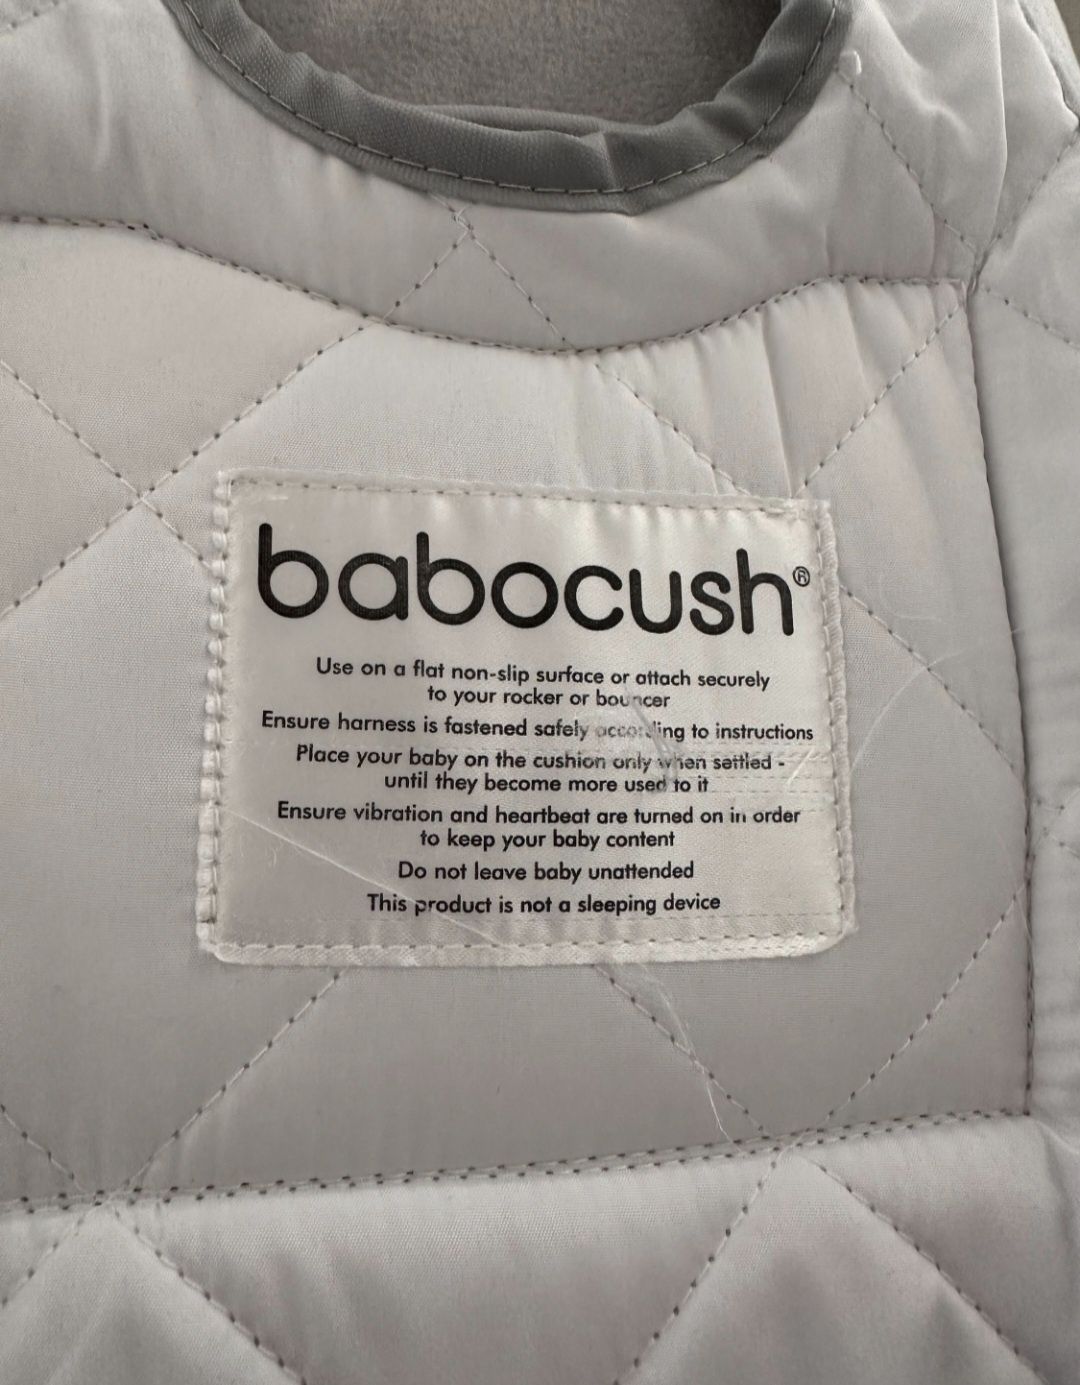 babocush®
Use on a flat non-slip surface or attach securely
to your rocker or bouncer
Ensure harness is fastened safely according to instructions
Place your baby on the cushion only when settled -
until they become more used to it
Ensure vibration and heartbeat are turned on in order
to keep your baby content
Do not leave baby unattended
This product is not a sleeping device